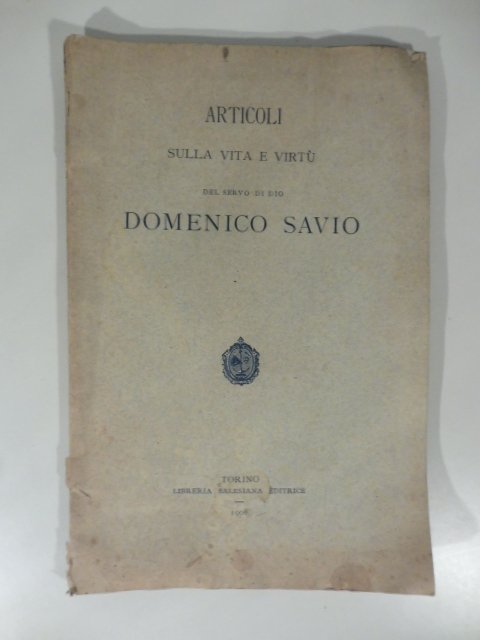 ARTICOLI
SULLA VITA E VIRTÙ
DEL SERVO DI DIO
DOMENICO SAVIO
TORINO
LIBRERIA SALESIANA EDITRICE